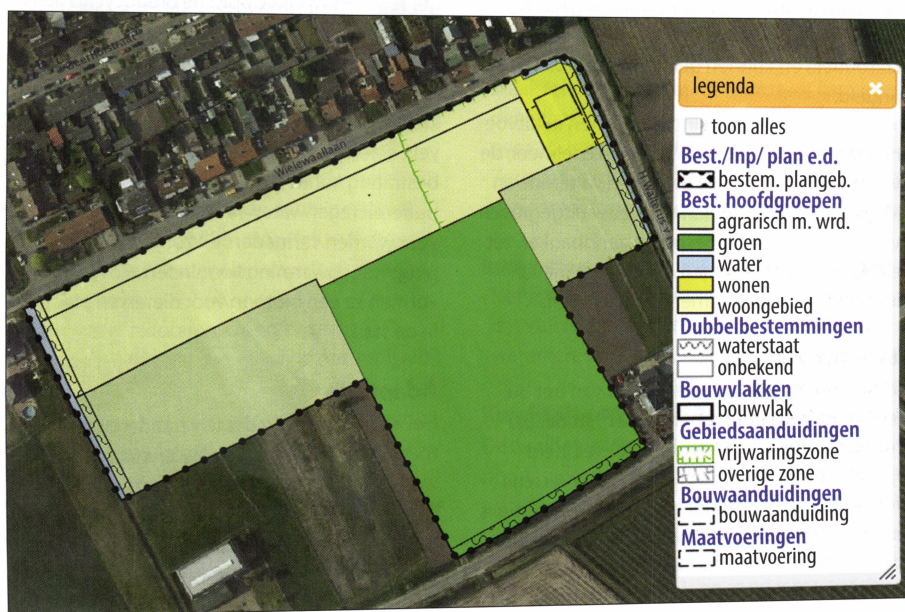 Wielewaallaan
legenda
toon alles
Best./Inp/ plan e.d.
bestem. plangeb.
Best. hoofdgroepen
agrarisch m. wrd.
groen
water
wonen
woongebied
Dubbelbestemmingen
waterstaat
onbekend
Bouwvlakken
bouwvlak
Gebiedsaanduidingen
vrijwaringszone
overige zone
Bouwaanduidingen
bouwaanduiding
Maatvoeringen
maatvoering